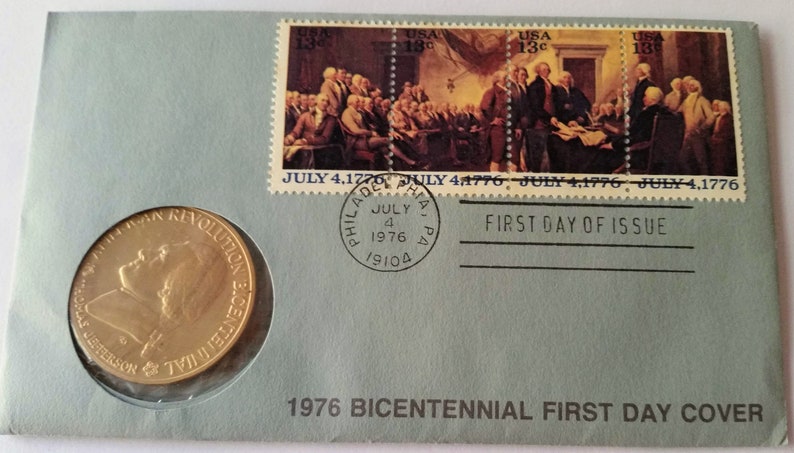 USA 13c
USA 13c
USA 13c
USA 13c
JULY 4,1776
JULY 4,1776
JULY 4,1776
JULY 4,1776
PHILADELPHIA, PA
JULY
4
1976
19104
FIRST DAY OF ISSUE
AMERICAN REVOLUTION BICENTENNIAL
THOMAS JEFFERSON
1976 BICENTENNIAL FIRST DAY COVER